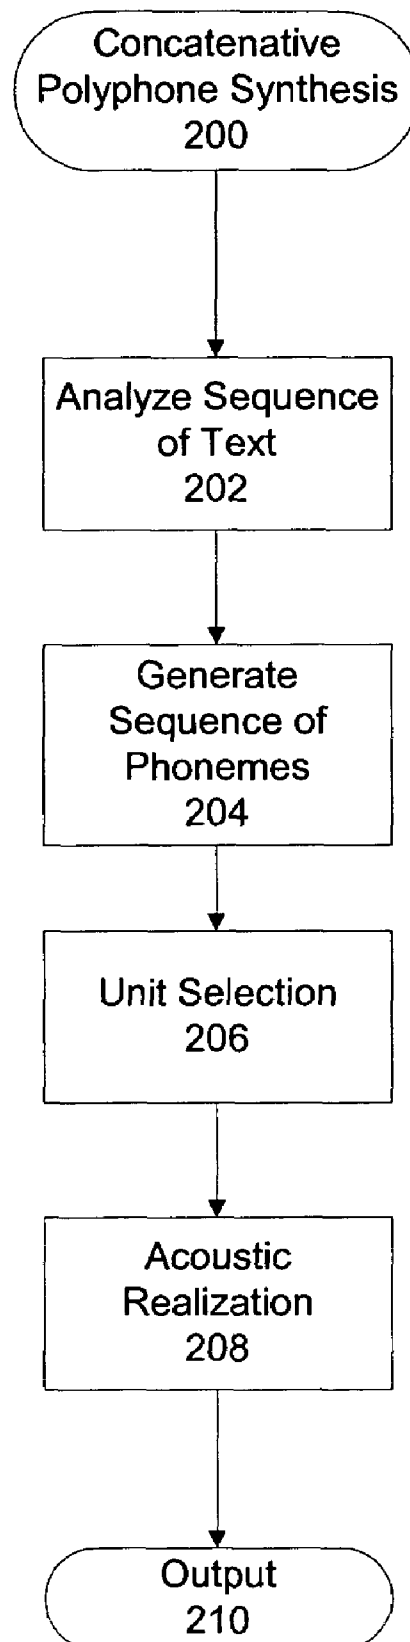 Concatenative
Polyphone Synthesis
200
Analyze Sequence
of Text
202
Generate
Sequence of
Phonemes
204
Unit Selection
206
Acoustic
Realization
208
Output
210